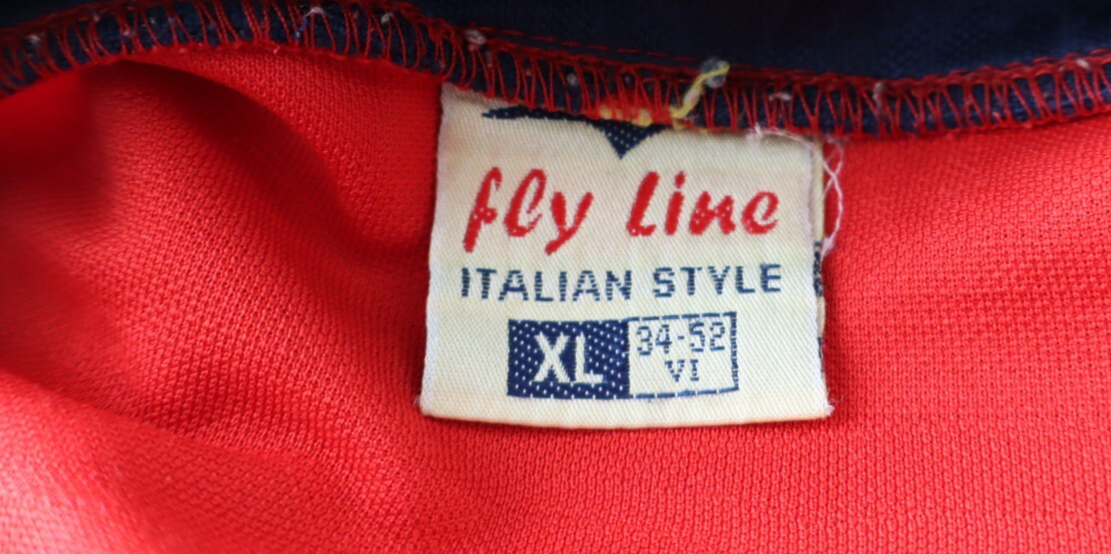 fly line
ITALIAN STYLE
XL 34-52
VI